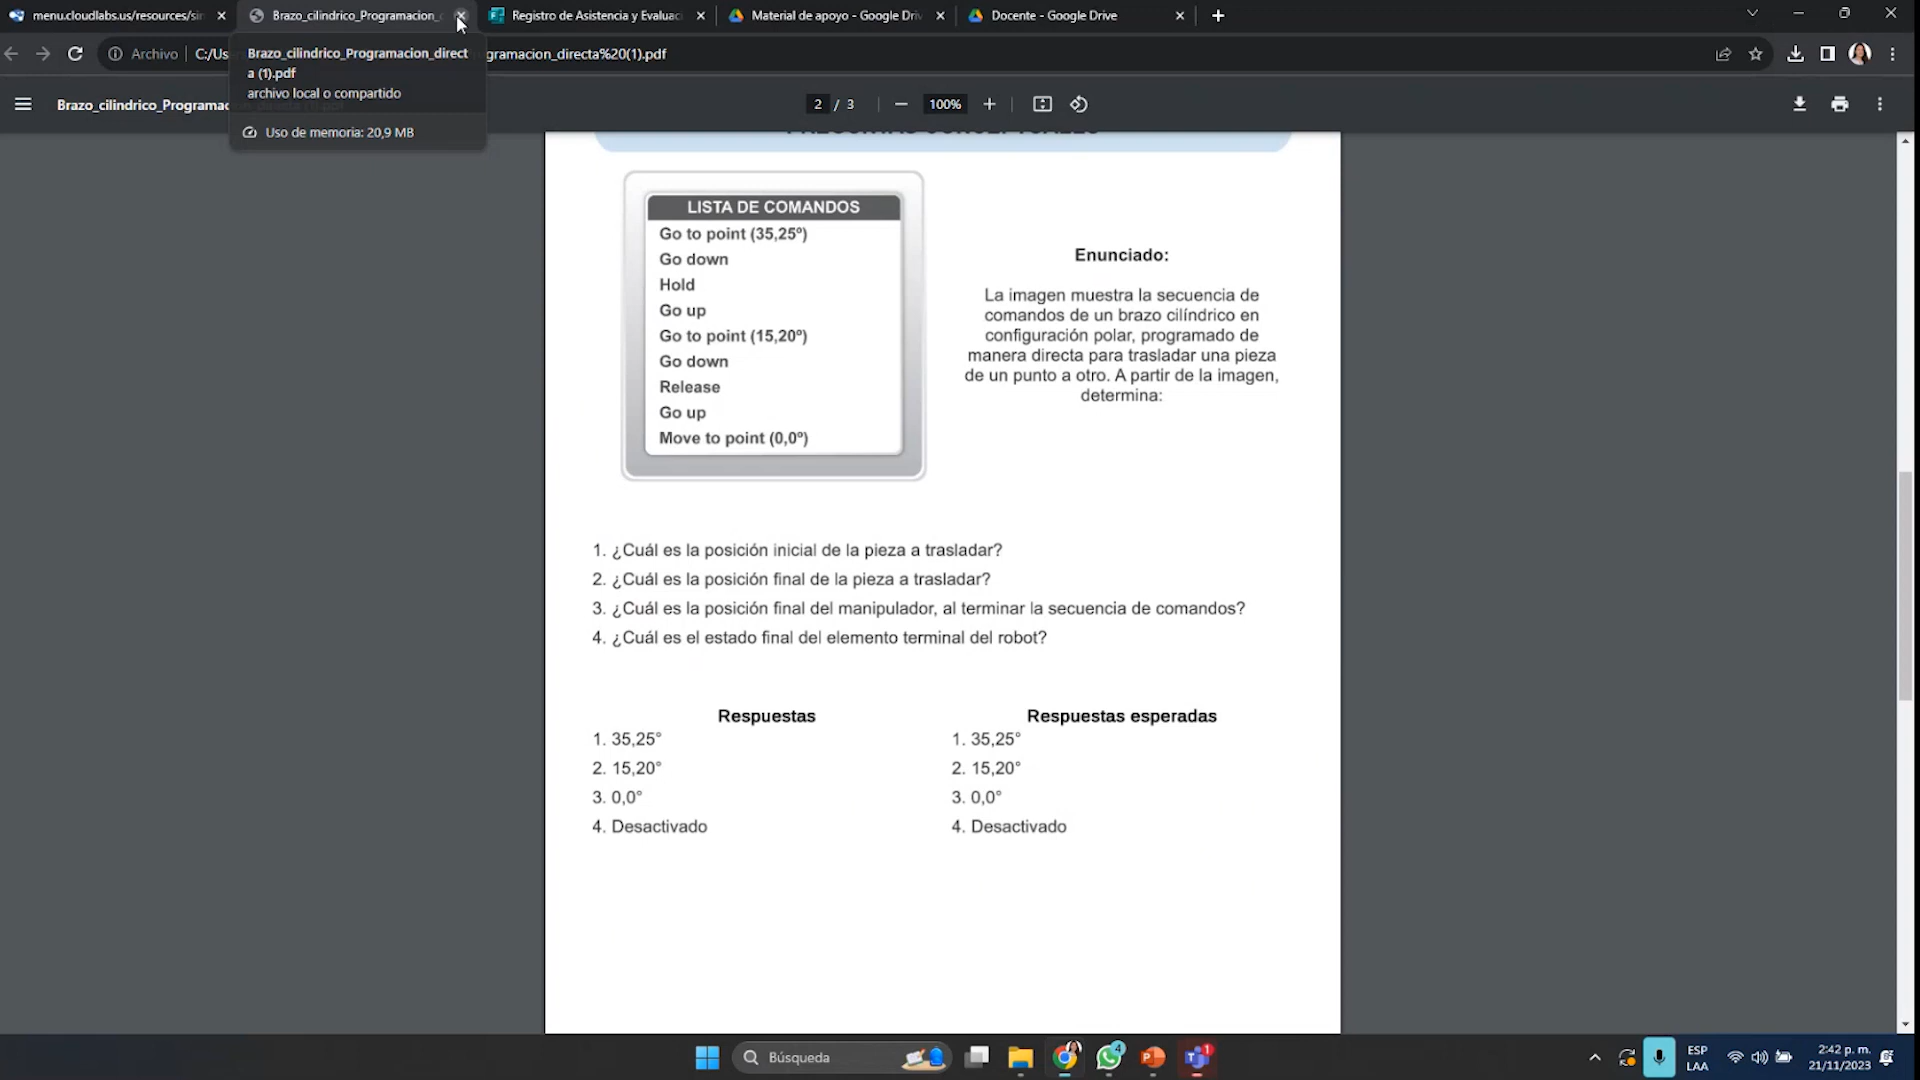 menu.cloudlabs.us/resources/sir
Brazo_cilindrico_Programacion_
Registro de Asistencia y Evaluac
Material de apoyo - Google Driv
Docente - Google Drive
Archivo
C:/Us
gramacion_directa%20(1).pdf
Brazo_cilindrico_Programacion_direct
a (1).pdf
archivo local o compartido
Uso de memoria: 20,9 MB
Brazo_cilindrico_Programac
2 / 3
100%
PREGUNTAS CONCEPTUALES
LISTA DE COMANDOS
Go to point (35,25º)
Go down
Hold
Go up
Go to point (15,20º)
Go down
Release
Go up
Move to point (0,0º)
Enunciado:
La imagen muestra la secuencia de
comandos de un brazo cilíndrico en
configuración polar, programado de
manera directa para trasladar una pieza
de un punto a otro. A partir de la imagen,
determina:
1. ¿Cuál es la posición inicial de la pieza a trasladar?
2. ¿Cuál es la posición final de la pieza a trasladar?
3. ¿Cuál es la posición final del manipulador, al terminar la secuencia de comandos?
4. ¿Cuál es el estado final del elemento terminal del robot?
Respuestas
1. 35,25°
2. 15,20°
3. 0,0°
4. Desactivado
Respuestas esperadas
1. 35,25°
2. 15,20°
3. 0,0°
4. Desactivado
Búsqueda
4
1
ESP
LAA
2:42 p. m.
21/11/2023